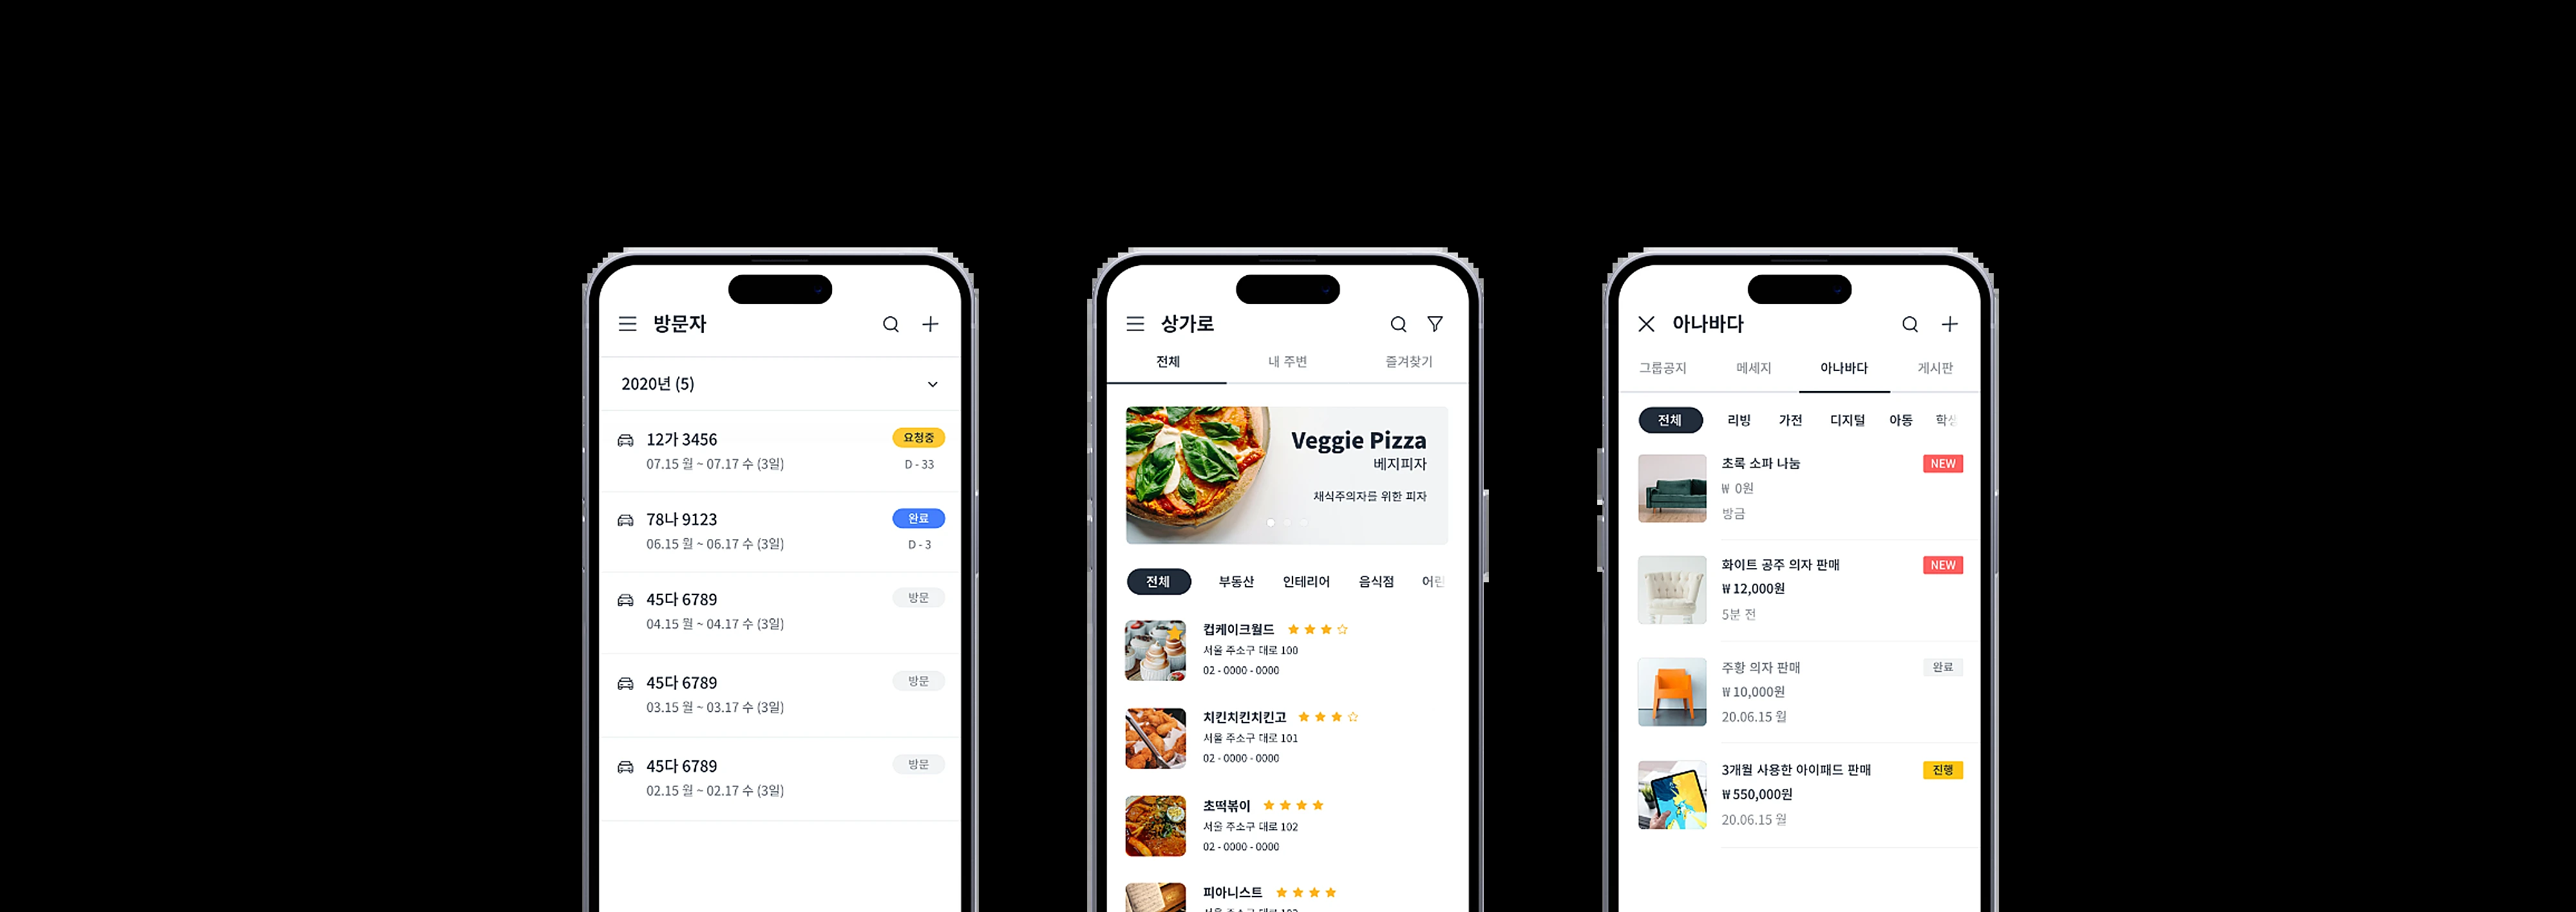 방문자
2020년 (5)
12가 3456
요청중
07.15 월 ~ 07.17 수 (3일)
D - 33
78나 9123
완료
06.15 월 ~ 06.17 수 (3일)
D - 3
45다 6789
방문
04.15 월 ~ 04.17 수 (3일)
45다 6789
방문
03.15 월 ~ 03.17 수 (3일)
45다 6789
방문
02.15 월 ~ 02.17 수 (3일)
상가로
전체 내 주변 즐겨찾기
Veggie Pizza
베지피자
채식주의자를 위한 피자
전체 부동산 인테리어 음식점
컵케이크월드
서울 주소구 대로 100
02 - 0000 - 0000
치킨치킨치킨고
서울 주소구 대로 101
02 - 0000 - 0000
초떡볶이
서울 주소구 대로 102
02 - 0000 - 0000
피아니스트
아나바다
그룹공지 메세지 아나바다 게시판
전체 리빙 가전 디지털 아동
초록 소파 나눔
NEW
₩ 0원
방금
화이트 공주 의자 판매
NEW
₩ 12,000원
5분 전
주황 의자 판매
완료
₩ 10,000원
20.06.15 월
3개월 사용한 아이패드 판매
진행
₩ 550,000원
20.06.15 월